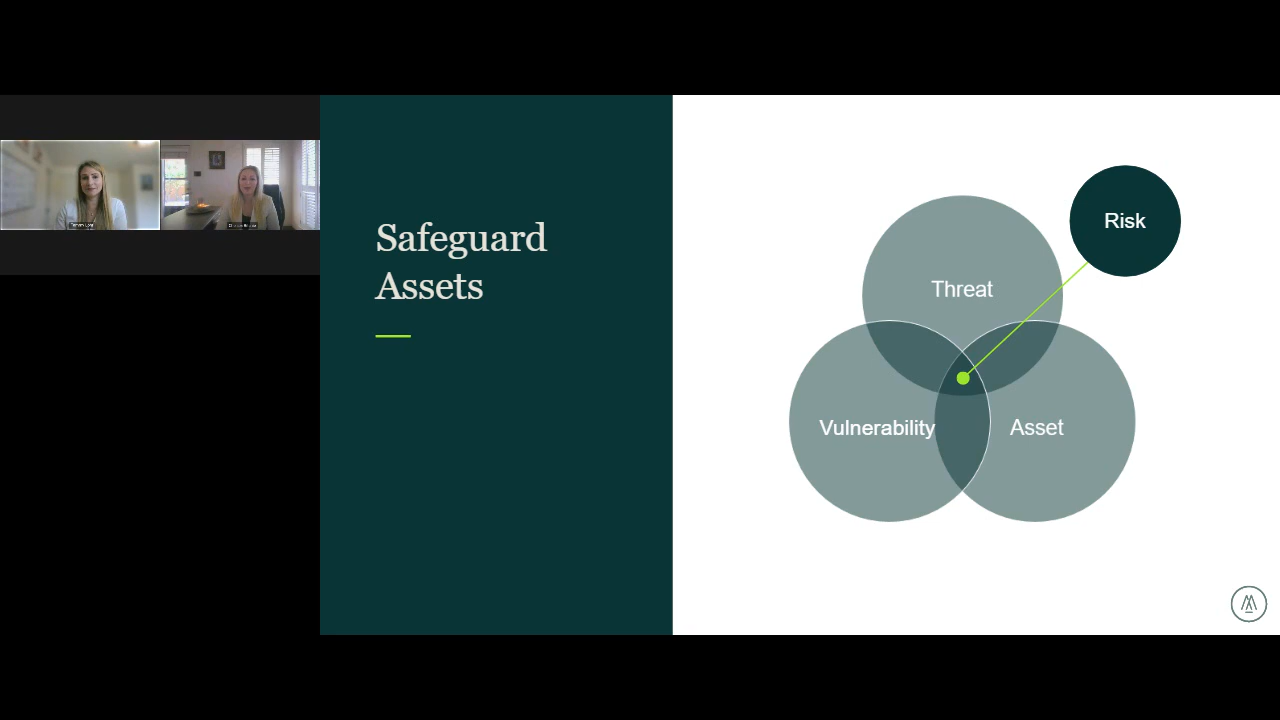 Safeguard
Assets
Risk
Threat
Vulnerability
Asset